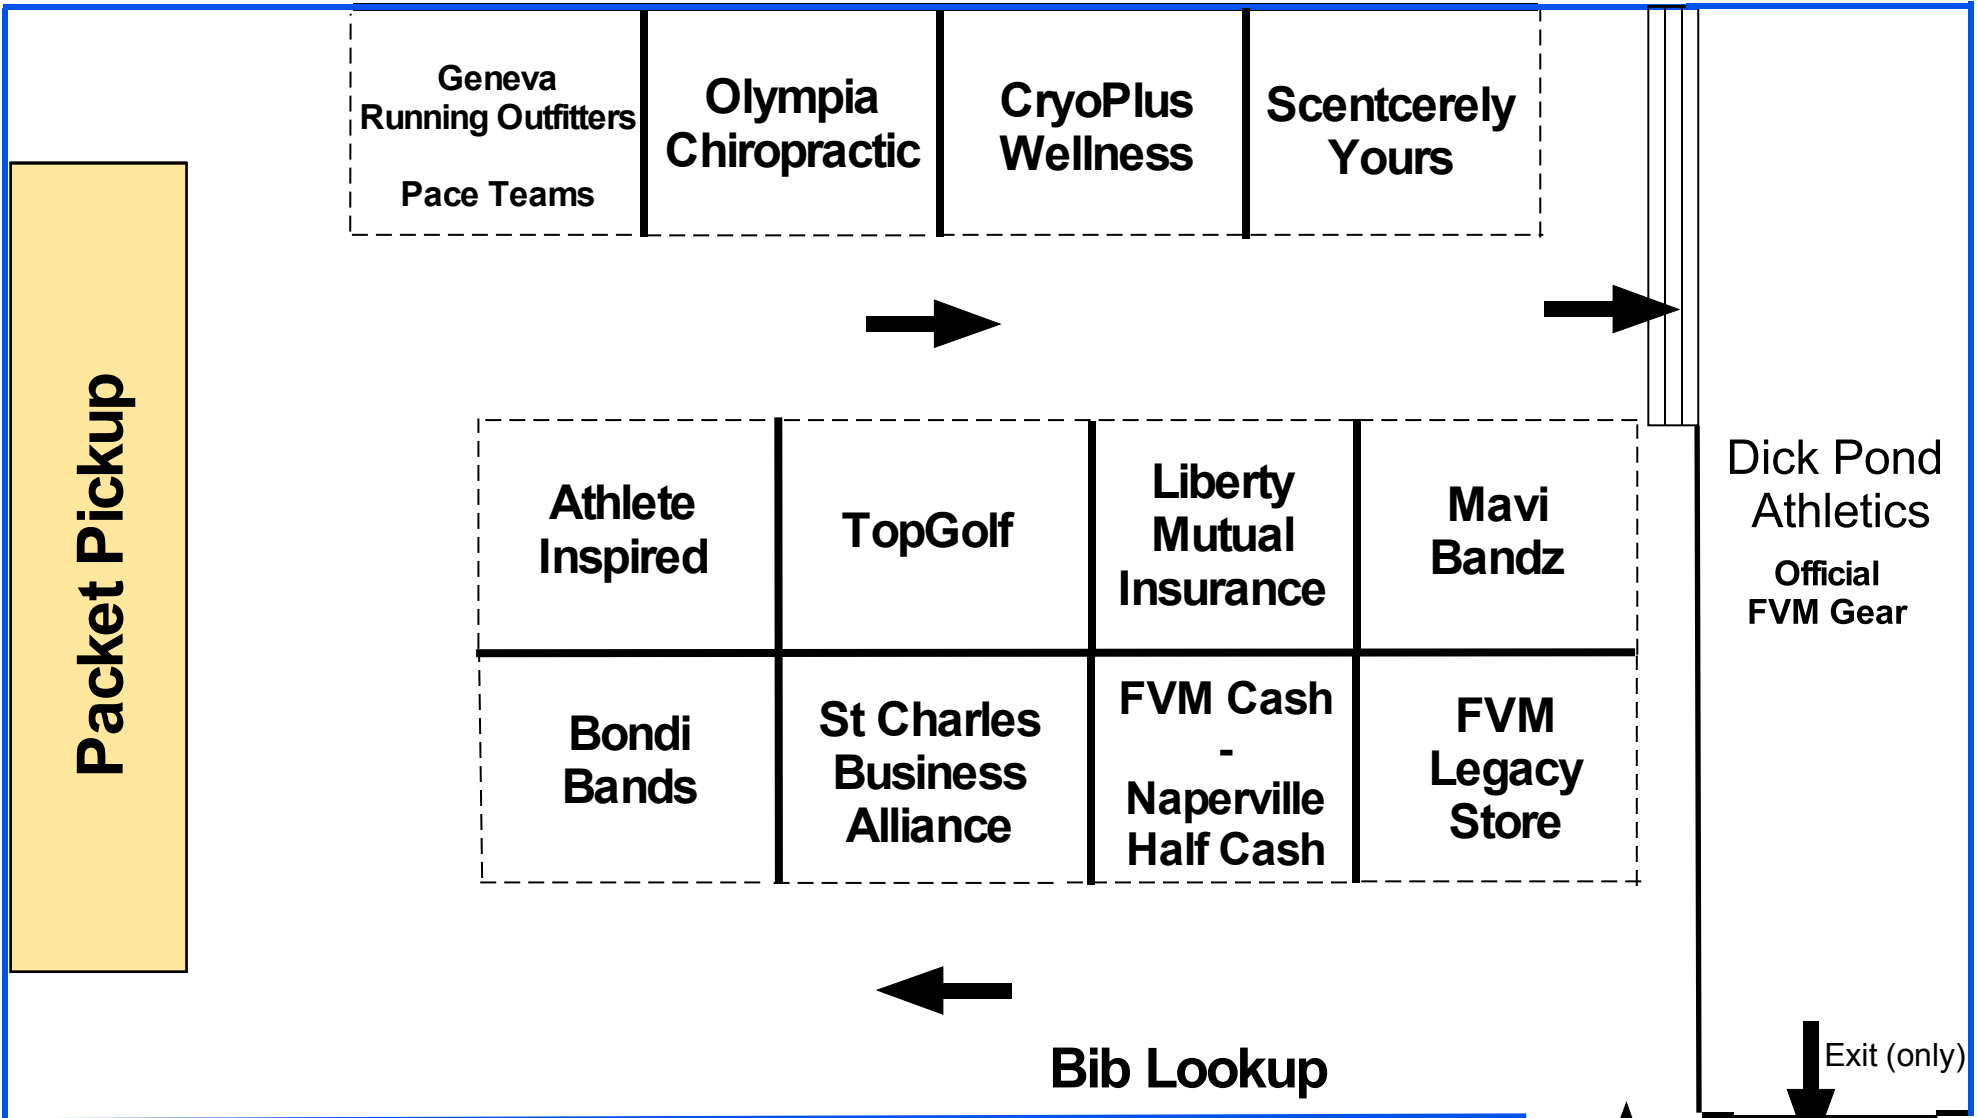 Geneva
Running Outfitters
Pace Teams
Olympia
Chiropractic
CryoPlus
Wellness
Scentcerely
Yours
Packet Pickup
Athlete
Inspired
TopGolf
Liberty
Mutual
Insurance
Mavi
Bandz
Dick Pond
Athletics
Official
FVM Gear
Bondi
Bands
St Charles
Business
Alliance
FVM Cash
-
Naperville
Half Cash
FVM
Legacy
Store
Bib Lookup
Exit (only)